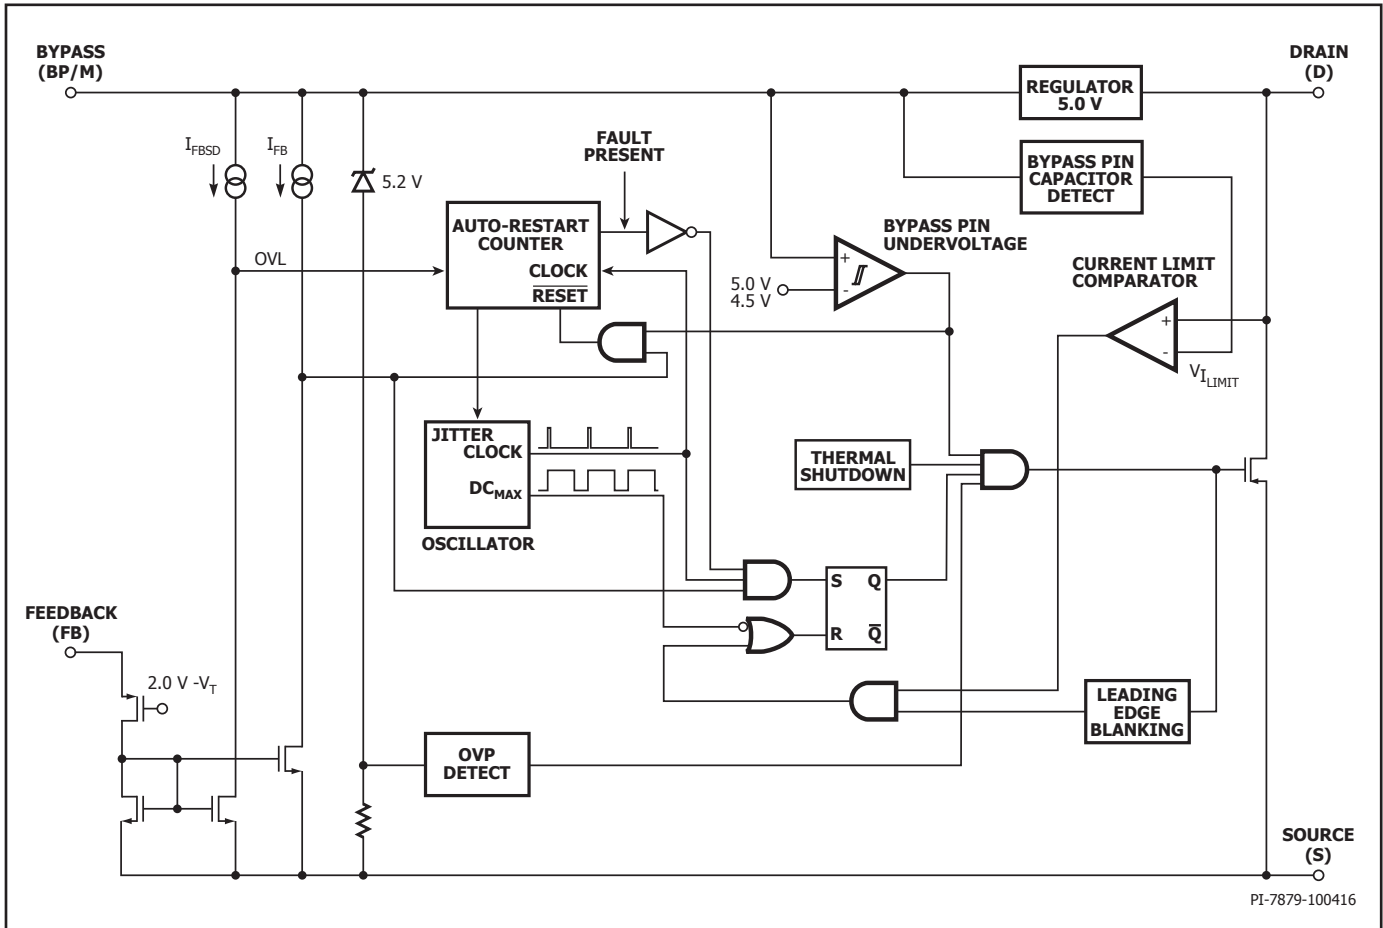 BYPASS
(BP/M)
DRAIN
(D)
REGULATOR
5.0 V
I_FBSD
I_FB
5.2 V
FAULT
PRESENT
BYPASS PIN
CAPACITOR
DETECT
AUTO-RESTART
COUNTER
CLOCK
RESET
OVL
BYPASS PIN
UNDERVOLTAGE
+
-
5.0 V
4.5 V
CURRENT LIMIT
COMPARATOR
+
-
V_I_LIMIT
JITTER
CLOCK
DC_MAX
OSCILLATOR
THERMAL
SHUTDOWN
S Q
R Q̅
FEEDBACK
(FB)
2.0 V -V_T
LEADING
EDGE
BLANKING
OVP
DETECT
SOURCE
(S)
PI-7879-100416